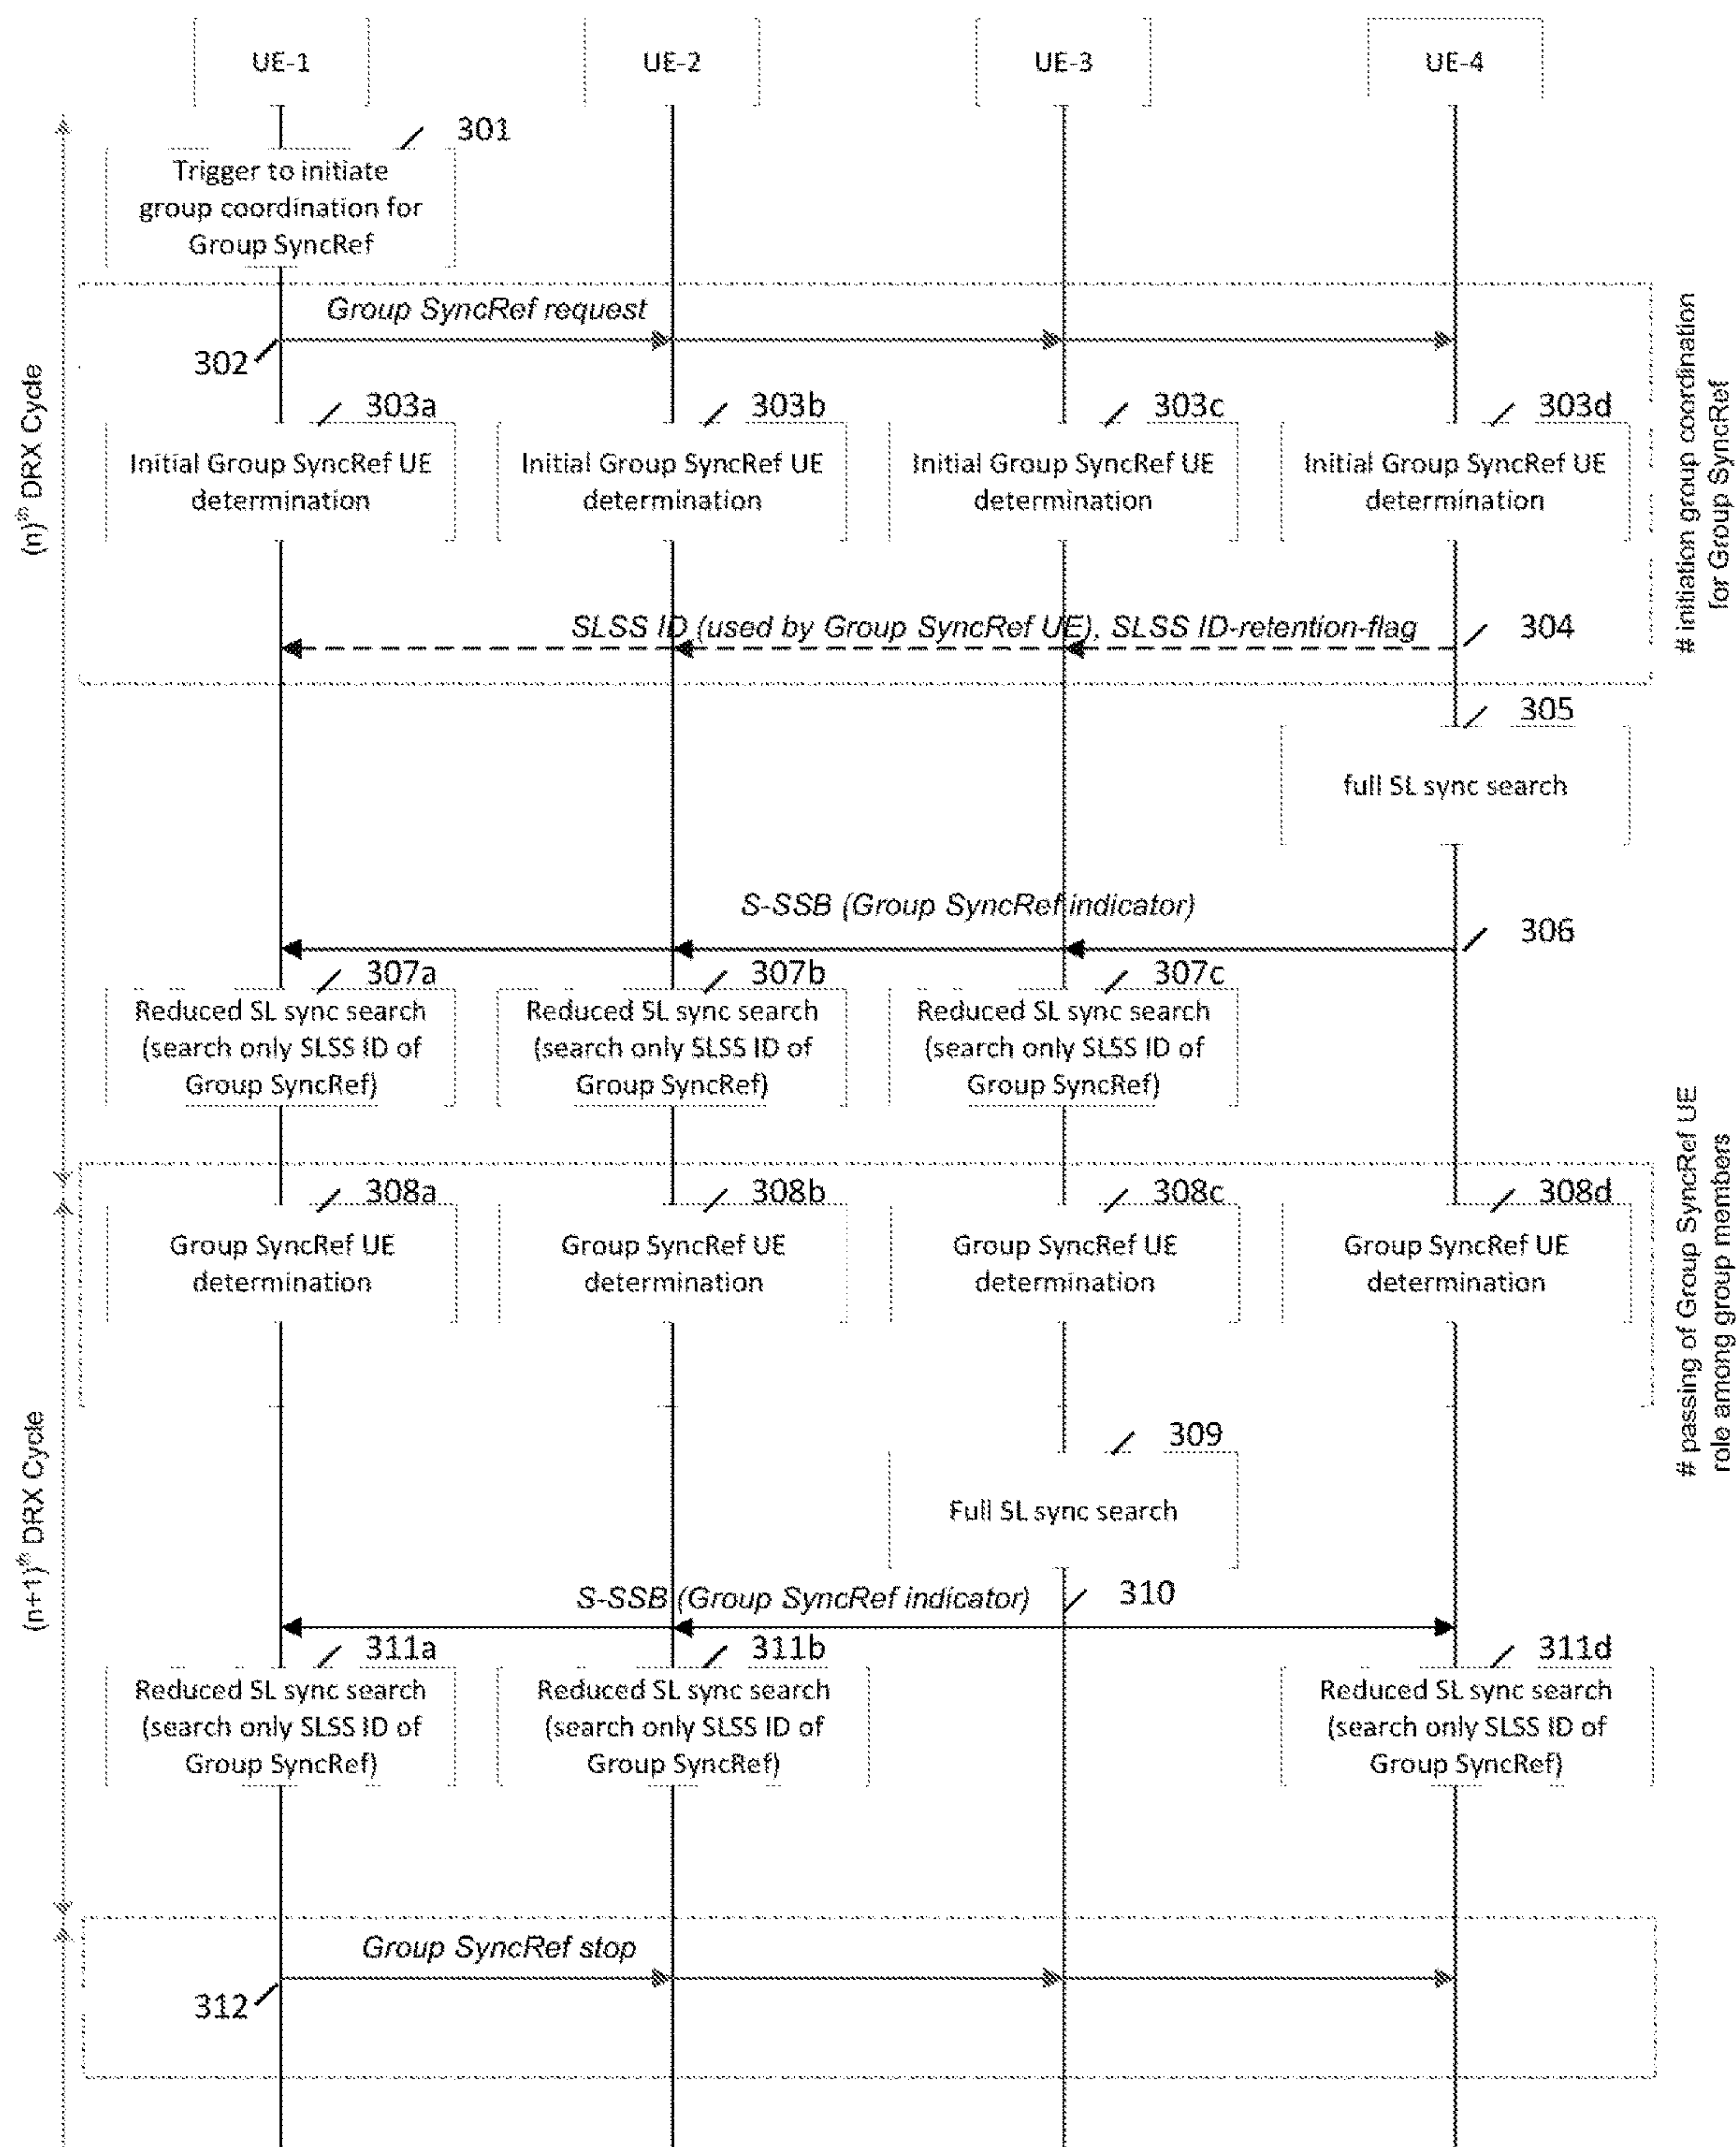 UE-1
UE-2
UE-3
UE-4
301
Trigger to initiate
group coordination for
Group SyncRef
Group SyncRef request
302
303a
303b
303c
303d
Initial Group SyncRef UE
determination
Initial Group SyncRef UE
determination
Initial Group SyncRef UE
determination
Initial Group SyncRef UE
determination
(n)th DRX Cycle
# initiation group coordination
for Group SyncRef
SLSS ID (used by Group SyncRef UE), SLSS ID-retention-flag
304
305
full SL sync search
S-SSB (Group SyncRef indicator)
306
307a
307b
307c
Reduced SL sync search
(search only SLSS ID of
Group SyncRef)
Reduced SL sync search
(search only SLSS ID of
Group SyncRef)
Reduced SL sync search
(search only SLSS ID of
Group SyncRef)
308a
308b
308c
308d
Group SyncRef UE
determination
Group SyncRef UE
determination
Group SyncRef UE
determination
Group SyncRef UE
determination
# passing of Group SyncRef UE
role among group members
(n+1)th DRX Cycle
309
Full SL sync search
S-SSB (Group SyncRef indicator)
310
311a
311b
311d
Reduced SL sync search
(search only SLSS ID of
Group SyncRef)
Reduced SL sync search
(search only SLSS ID of
Group SyncRef)
Reduced SL sync search
(search only SLSS ID of
Group SyncRef)
Group SyncRef stop
312